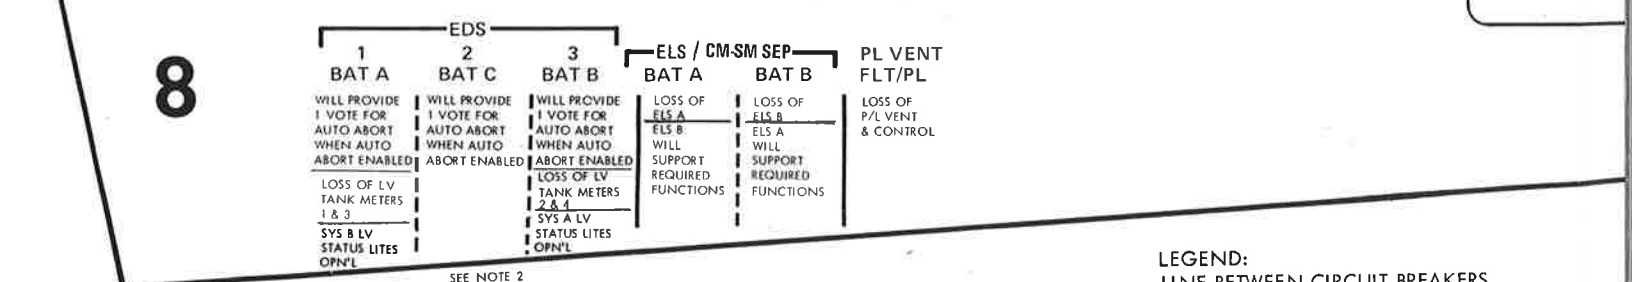 8
EDS
1
BAT A
WILL PROVIDE
1 VOTE FOR
AUTO ABORT
WHEN AUTO
ABORT ENABLED
LOSS OF LV
TANK METERS
1 & 3
SYS B LV
STATUS LITES
OPN'L
2
BAT C
WILL PROVIDE
1 VOTE FOR
AUTO ABORT
WHEN AUTO
ABORT ENABLED
3
BAT B
WILL PROVIDE
1 VOTE FOR
AUTO ABORT
WHEN AUTO
ABORT ENABLED
LOSS OF LV
TANK METERS
2 & 4
SYS A LV
STATUS LITES
OPN'L
ELS / CM-SM SEP
BAT A
LOSS OF
ELS A
ELS B
WILL
SUPPORT
REQUIRED
FUNCTIONS
BAT B
LOSS OF
ELS B
ELS A
WILL
SUPPORT
REQUIRED
FUNCTIONS
PL VENT
FLT/PL
LOSS OF
P/L VENT
& CONTROL
SEE NOTE 2
LEGEND:
LINE BETWEEN CIRCUIT BREAKERS